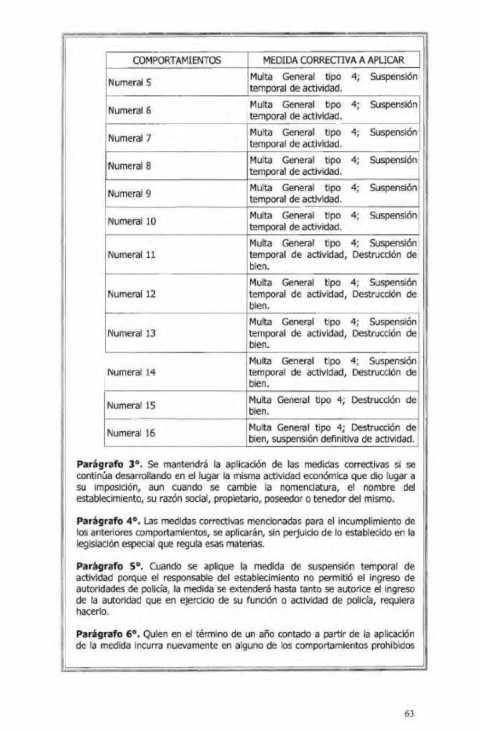 COMPORTAMIENTOS MEDIDA CORRECTIVA A APLICAR
Numeral 5 Multa General tipo 4; Suspensión
temporal de actividad.
Numeral 6 Multa General tipo 4; Suspensión
temporal de actividad.
Numeral 7 Multa General tipo 4; Suspensión
temporal de actividad.
Numeral 8 Multa General tipo 4; Suspensión
temporal de actividad.
Numeral 9 Multa General tipo 4; Suspensión
temporal de actividad.
Numeral 10 Multa General tipo 4; Suspensión
temporal de actividad.
Numeral 11 Multa General tipo 4; Suspensión
temporal de actividad, Destrucción de
bien.
Numeral 12 Multa General tipo 4; Suspensión
temporal de actividad, Destrucción de
bien.
Numeral 13 Multa General tipo 4; Suspensión
temporal de actividad, Destrucción de
bien.
Numeral 14 Multa General tipo 4; Suspensión
temporal de actividad, Destrucción de
bien.
Numeral 15 Multa General tipo 4; Destrucción de
bien.
Numeral 16 Multa General tipo 4; Destrucción de
bien, suspensión definitiva de actividad.
Parágrafo 3°. Se mantendrá la aplicación de las medidas correctivas si se
continúa desarrollando en el lugar la misma actividad económica que dio lugar a
su imposición, aun cuando se cambie la nomenclatura, el nombre del
establecimiento, su razón social, propietario, poseedor o tenedor del mismo.
Parágrafo 4°. Las medidas correctivas mencionadas para el incumplimiento de
los anteriores comportamientos, se aplicarán, sin perjuicio de lo establecido en la
legislación especial que regula esas materias.
Parágrafo 5°. Cuando se aplique la medida de suspensión temporal de
actividad porque el responsable del establecimiento no permitió el ingreso de
autoridades de policía, la medida se extenderá hasta tanto se autorice el ingreso
de la autoridad que en ejercicio de su función o actividad de policía, requiera
hacerlo.
Parágrafo 6°. Quien en el término de un año contado a partir de la aplicación
de la medida incurra nuevamente en alguno de los comportamientos prohibidos
63